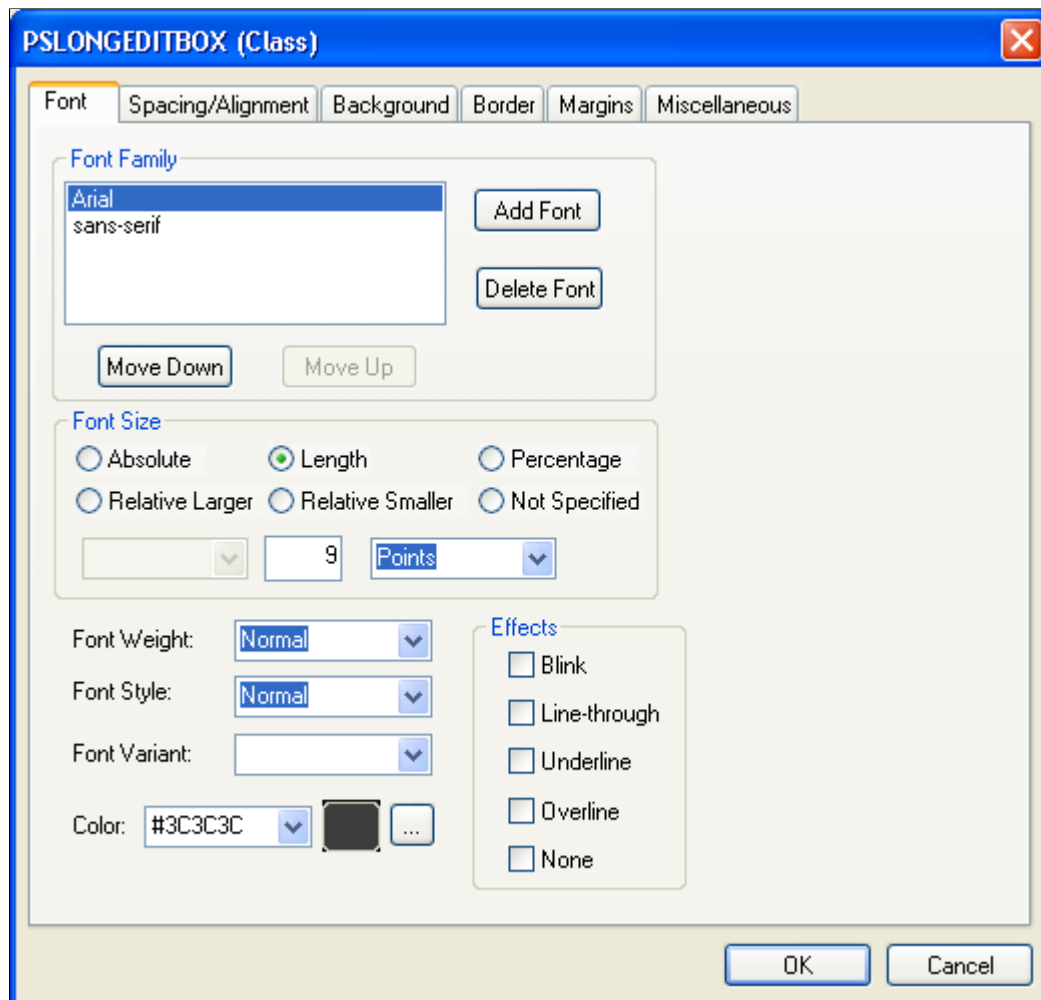 PSLONGEDITBOX (Class)
Font Spacing/Alignment Background Border Margins Miscellaneous
Font Family
Arial
sans-serif
Add Font
Delete Font
Move Down Move Up
Font Size
Absolute Length Percentage
Relative Larger Relative Smaller Not Specified
9 Points
Font Weight: Normal
Font Style: Normal
Font Variant:
Color: #3C3C3C ...
Effects
Blink
Line-through
Underline
Overline
None
OK Cancel